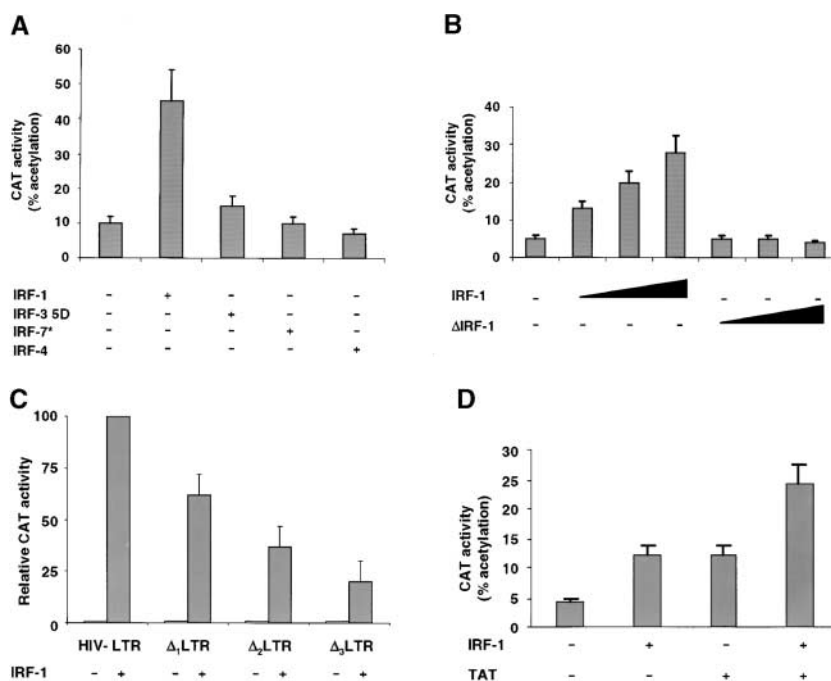 A
CAT activity
(% acetylation)
60
50
40
30
20
10
0
IRF-1 - + - - -
IRF-3 5D - - + - -
IRF-7* - - - + -
IRF-4 - - - - +
B
CAT activity
(% acetylation)
40
30
20
10
0
IRF-1 - - - -
ΔIRF-1 - - - -
C
Relative CAT activity
100
75
50
25
0
HIV- LTR Δ1LTR Δ2LTR Δ3LTR
IRF-1 - + - + - + - +
D
CAT activity
(% acetylation)
30
25
20
15
10
5
0
IRF-1 - + - +
TAT - - + +